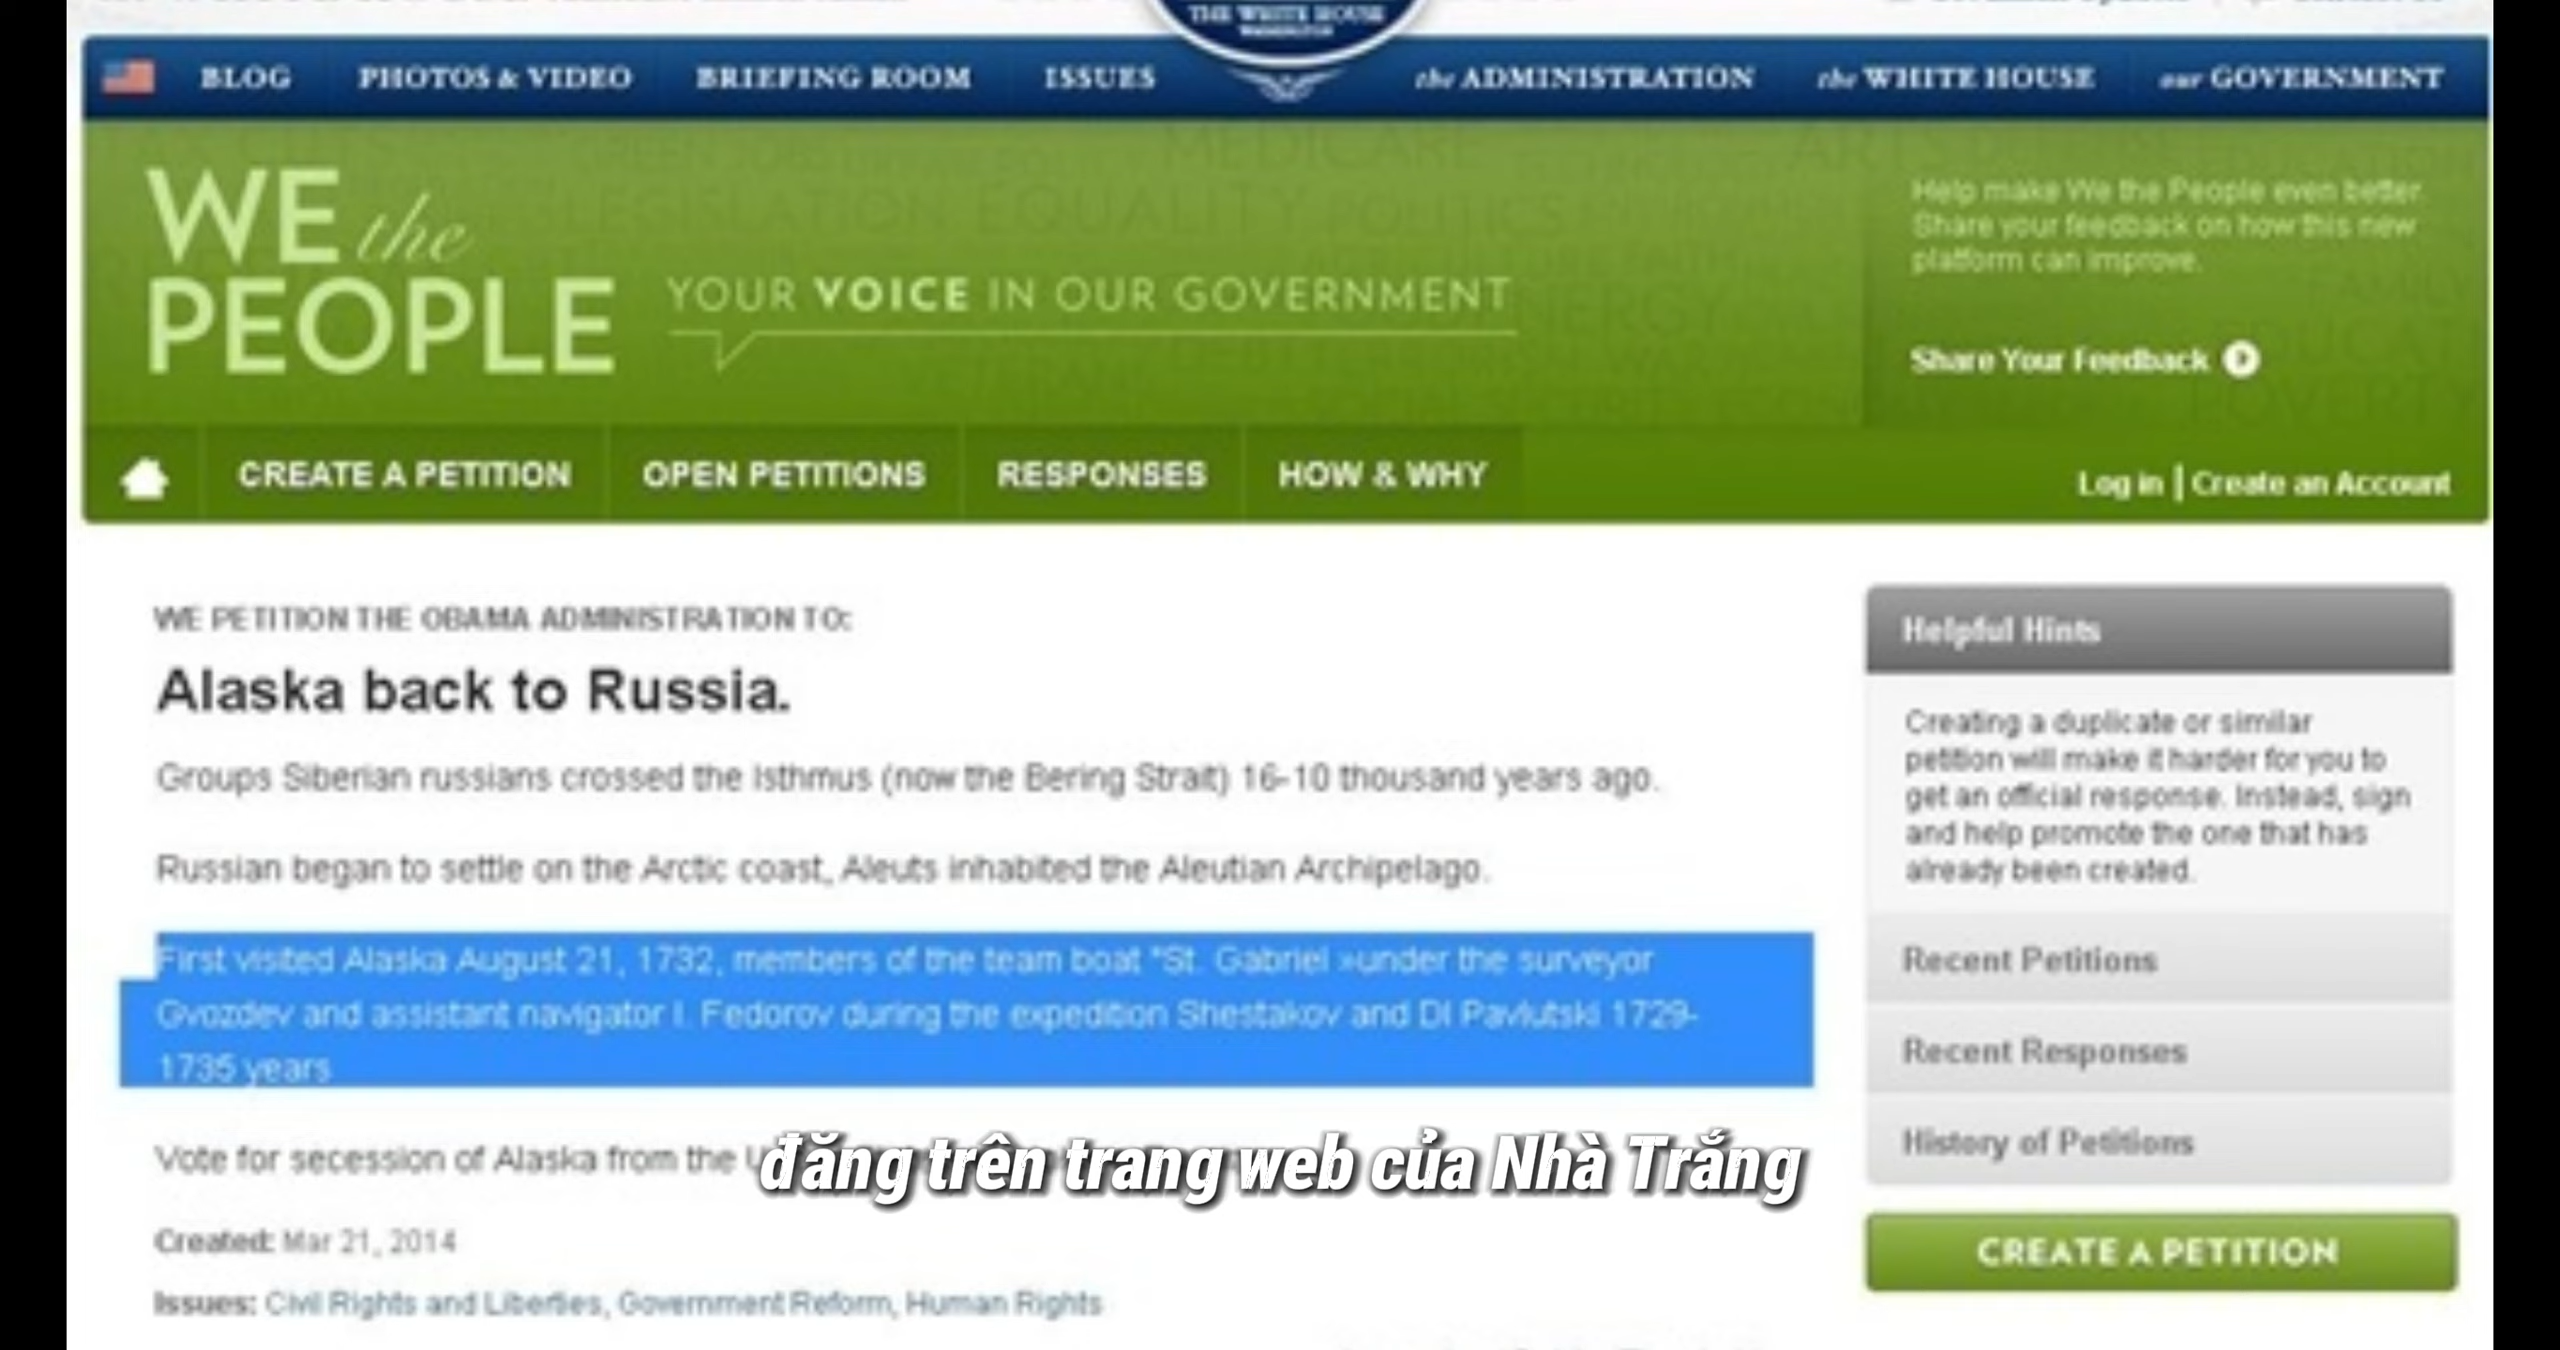 THE WHITE HOUSE
WASHINGTON
BLOG
PHOTOS & VIDEO
BRIEFING ROOM
ISSUES
the ADMINISTRATION
the WHITE HOUSE
our GOVERNMENT
WE the
PEOPLE
YOUR VOICE IN OUR GOVERNMENT
Help make We the People even better.
Share your feedback on how this new
platform can improve.
Share Your Feedback
CREATE A PETITION
OPEN PETITIONS
RESPONSES
HOW & WHY
Log in | Create an Account
WE PETITION THE OBAMA ADMINISTRATION TO:
Alaska back to Russia.
Groups Siberian russians crossed the Isthmus (now the Bering Strait) 16-10 thousand years ago.
Russian began to settle on the Arctic coast, Aleuts inhabited the Aleutian Archipelago.
First visited Alaska August 21, 1732, members of the team boat "St. Gabriel »under the surveyor
Gvozdev and assistant navigator I. Fedorov during the expedition Shestakov and DI Pavlutski 1729-
1735 years
Vote for secession of Alaska from the
đăng trên trang web của Nhà Trắng
Created: Mar 21, 2014
Issues: Civil Rights and Liberties, Government Reform, Human Rights
Helpful Hints
Creating a duplicate or similar
petition will make it harder for you to
get an official response. Instead, sign
and help promote the one that has
already been created.
Recent Petitions
Recent Responses
History of Petitions
CREATE A PETITION